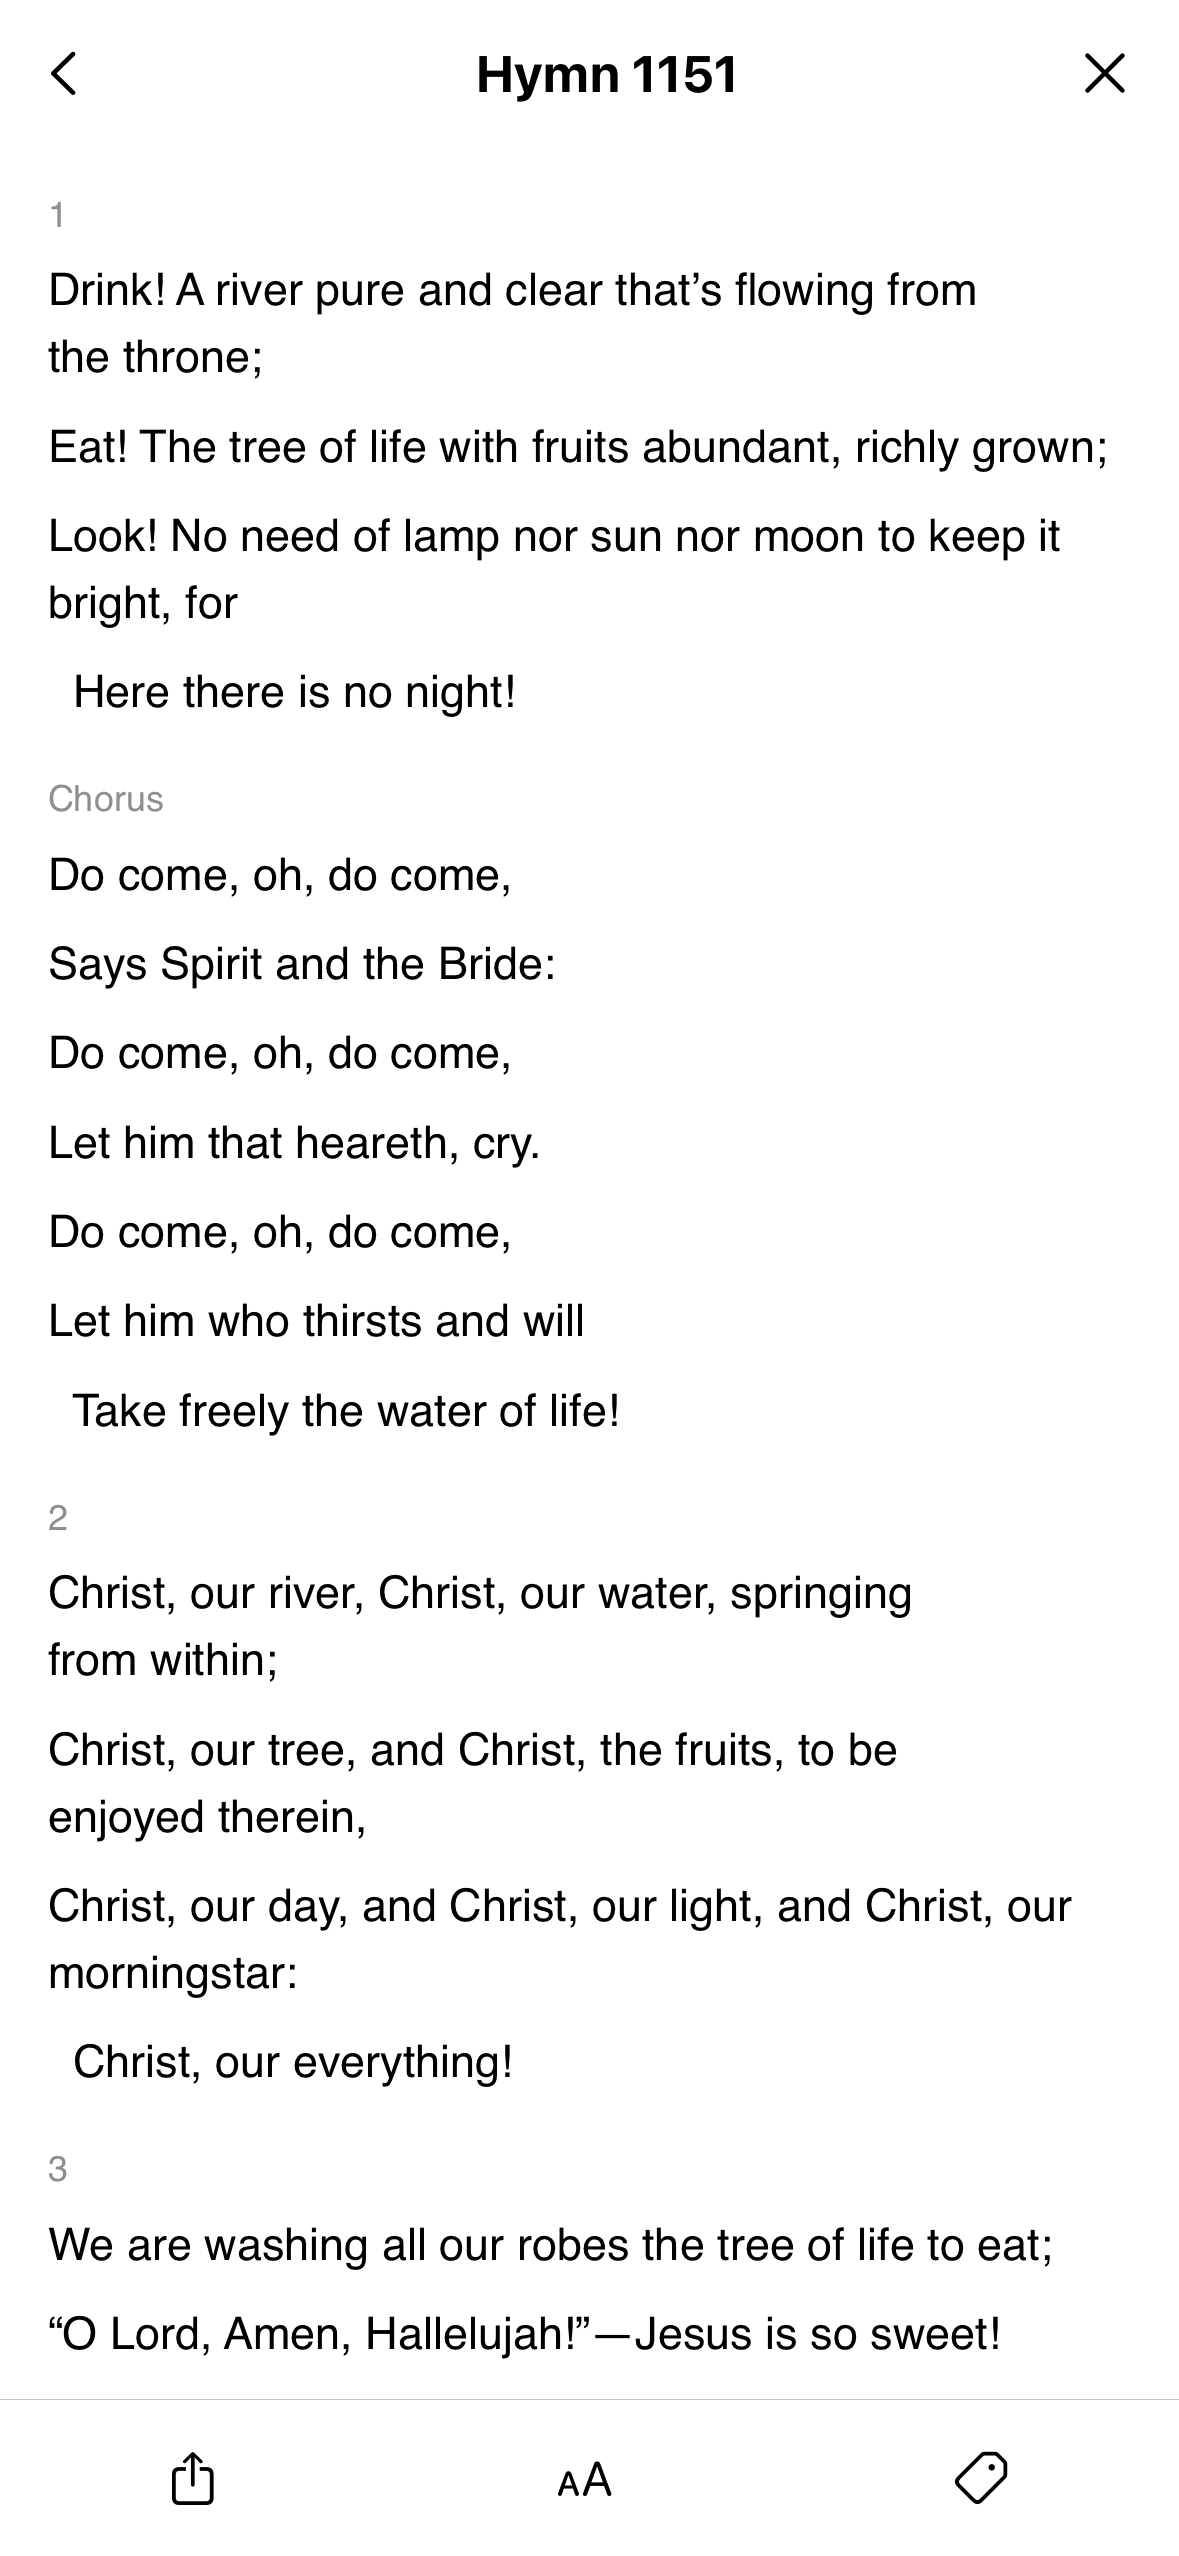 Hymn 1151
1
Drink! A river pure and clear that’s flowing from
the throne;
Eat! The tree of life with fruits abundant, richly grown;
Look! No need of lamp nor sun nor moon to keep it
bright, for
Here there is no night!
Chorus
Do come, oh, do come,
Says Spirit and the Bride:
Do come, oh, do come,
Let him that heareth, cry.
Do come, oh, do come,
Let him who thirsts and will
Take freely the water of life!
2
Christ, our river, Christ, our water, springing
from within;
Christ, our tree, and Christ, the fruits, to be
enjoyed therein,
Christ, our day, and Christ, our light, and Christ, our
morningstar:
Christ, our everything!
3
We are washing all our robes the tree of life to eat;
“O Lord, Amen, Hallelujah!”—Jesus is so sweet!
AA